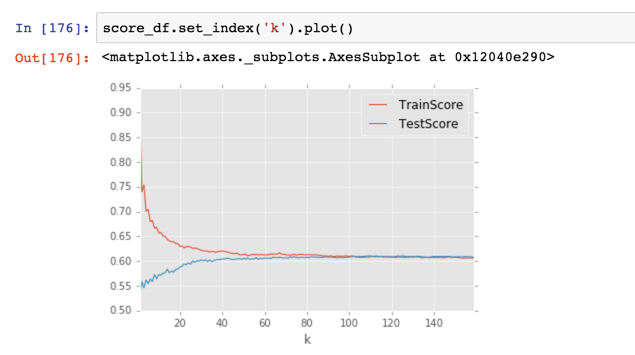 In [176]: score_df.set_index('k').plot()
Out[176]: <matplotlib.axes._subplots.AxesSubplot at 0x12040e290>
0.95
TrainScore
0.90
TestScore
0.85
0.80
0.75
0.70
0.65
0.60
0.55
0.50
20 40 60 80 100 120 140
k